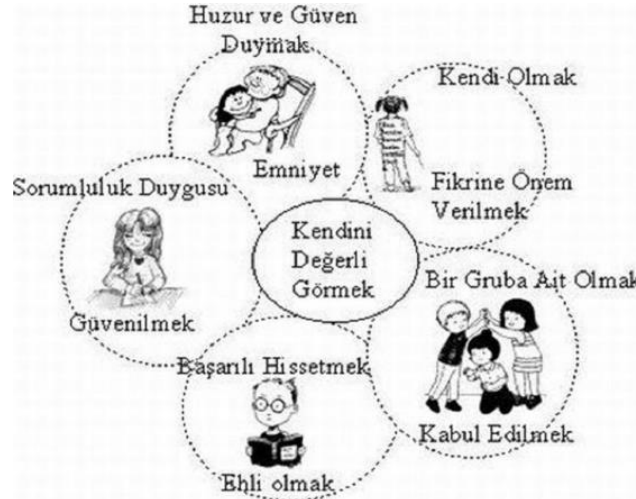 Huzur ve Güven
Duymak
Emniyet
Kendi Olmak
Fikrine Önem
Verilmek
Sorumluluk Duygusu
Güvenilmek
Kendini
Değerli
Görmek
Bir Gruba Ait Olmak
Kabul Edilmek
Başarılı Hissetmek
Ehli olmak